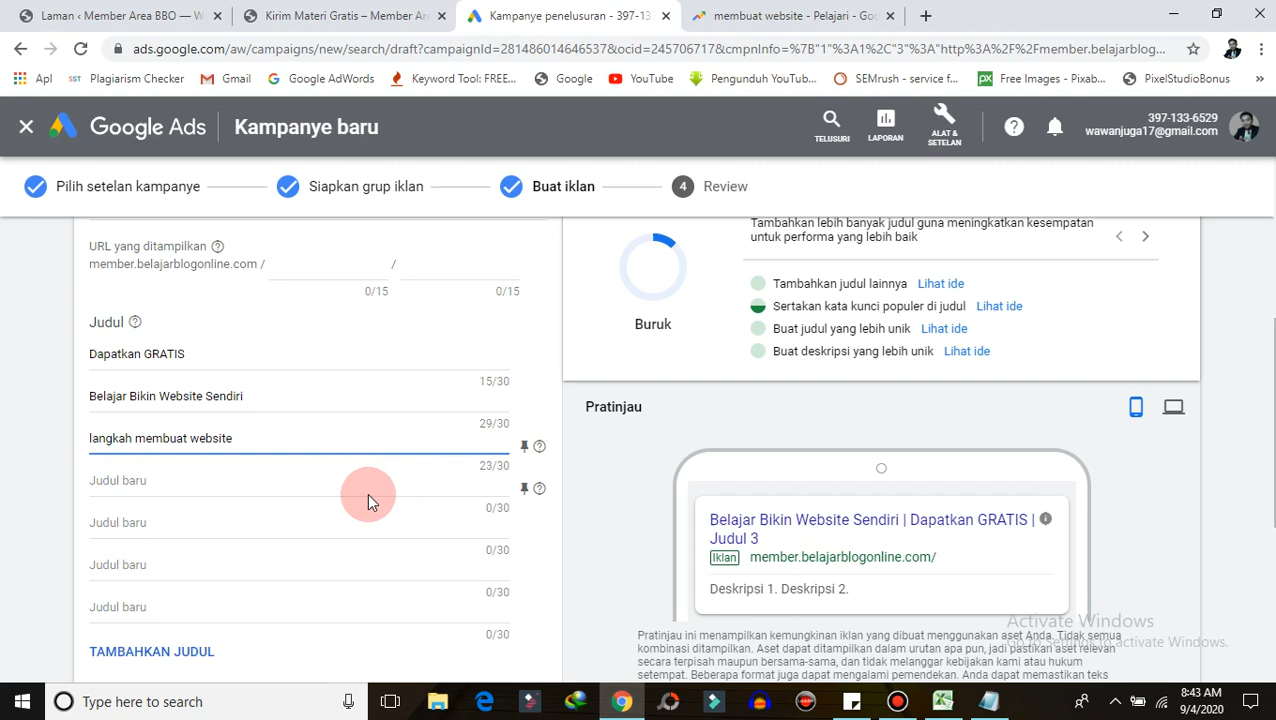 Laman ‹ Member Area BBO — W
Kirim Materi Gratis – Member Are
Kampanye penelusuran - 397-13
membuat website - Pelajari - Goo
ads.google.com/aw/campaigns/new/search/draft?campaignId=281486014646537&ocid=245706717&cmpnInfo=%7B"1"%3A1%2C"3"%3A"http%3A%2F%2Fmember.belajarblog...
Apl
SST Plagiarism Checker
Gmail
Google AdWords
Keyword Tool: FREE...
Google
YouTube
Pengunduh YouTub...
SEmrush - service f...
px Free Images - Pixab...
PixelStudioBonus
»
Google Ads
Kampanye baru
TELUSURI
LAPORAN
ALAT &
SETELAN
397-133-6529
wawanjuga17@gmail.com
Pilih setelan kampanye
Siapkan grup iklan
Buat iklan
4 Review
URL yang ditampilkan
member.belajarblogonline.com /
/
0/15
0/15
Judul
Dapatkan GRATIS
15/30
Belajar Bikin Website Sendiri
29/30
langkah membuat website
23/30
Judul baru
0/30
Judul baru
0/30
Judul baru
0/30
Judul baru
0/30
TAMBAHKAN JUDUL
Buruk
Tambahkan lebih banyak judul guna meningkatkan kesempatan
untuk performa yang lebih baik
Tambahkan judul lainnya Lihat ide
Sertakan kata kunci populer di judul Lihat ide
Buat judul yang lebih unik Lihat ide
Buat deskripsi yang lebih unik Lihat ide
Pratinjau
Belajar Bikin Website Sendiri | Dapatkan GRATIS |
Judul 3
Iklan member.belajarblogonline.com/
Deskripsi 1. Deskripsi 2.
Pratinjau ini menampilkan kemungkinan iklan yang dibuat menggunakan aset Anda. Tidak semua
kombinasi ditampilkan. Aset dapat ditampilkan dalam urutan apa pun, jadi pastikan aset relevan
secara terpisah maupun bersama-sama, dan tidak melanggar kebijakan kami atau hukum
setempat. Beberapa format juga dapat mengalami pemendekan. Anda dapat memastikan teks
Activate Windows
Go to Settings to activate Windows.
Type here to search
8:43 AM
9/4/2020